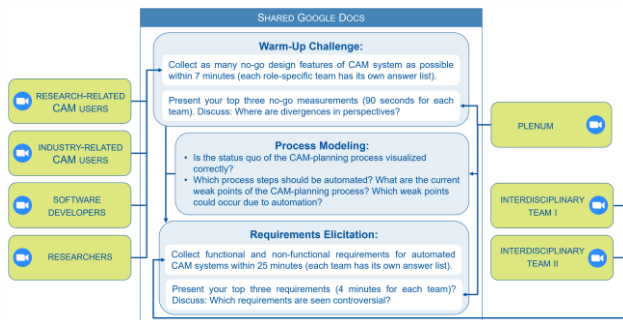 SHARED GOOGLE DOCS
Warm-Up Challenge:
Collect as many no-go design features of CAM system as possible
within 7 minutes (each role-specific team has its own answer list).
Present your top three no-go measurements (90 seconds for each
team). Discuss: Where are divergences in perspectives?
RESEARCH-RELATED
CAM USERS
INDUSTRY-RELATED
CAM USERS
SOFTWARE
DEVELOPERS
RESEARCHERS
Process Modeling:
• Is the status quo of the CAM-planning process visualized
correctly?
• Which process steps should be automated? What are the current
weak points of the CAM-planning process? Which weak points
could occur due to automation?
PLENUM
INTERDISCIPLINARY
TEAM I
INTERDISCIPLINARY
TEAM II
Requirements Elicitation:
Collect functional and non-functional requirements for automated
CAM systems within 25 minutes (each team has its own answer list).
Present your top three requirements (4 minutes for each team)?
Discuss: Which requirements are seen controversial?